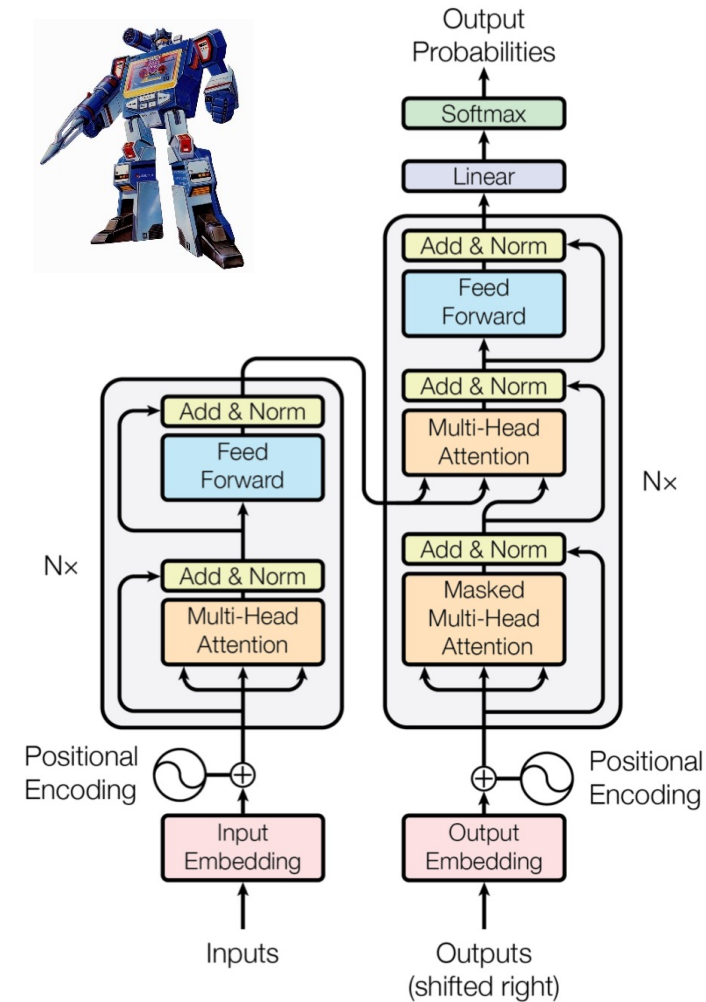 Output
Probabilities
Softmax
Linear
Add & Norm
Feed
Forward
Add & Norm
Multi-Head
Attention
Add & Norm
Masked
Multi-Head
Attention
N×
Add & Norm
Feed
Forward
Add & Norm
Multi-Head
Attention
N×
Positional
Encoding
Positional
Encoding
Input
Embedding
Output
Embedding
Inputs
Outputs
(shifted right)